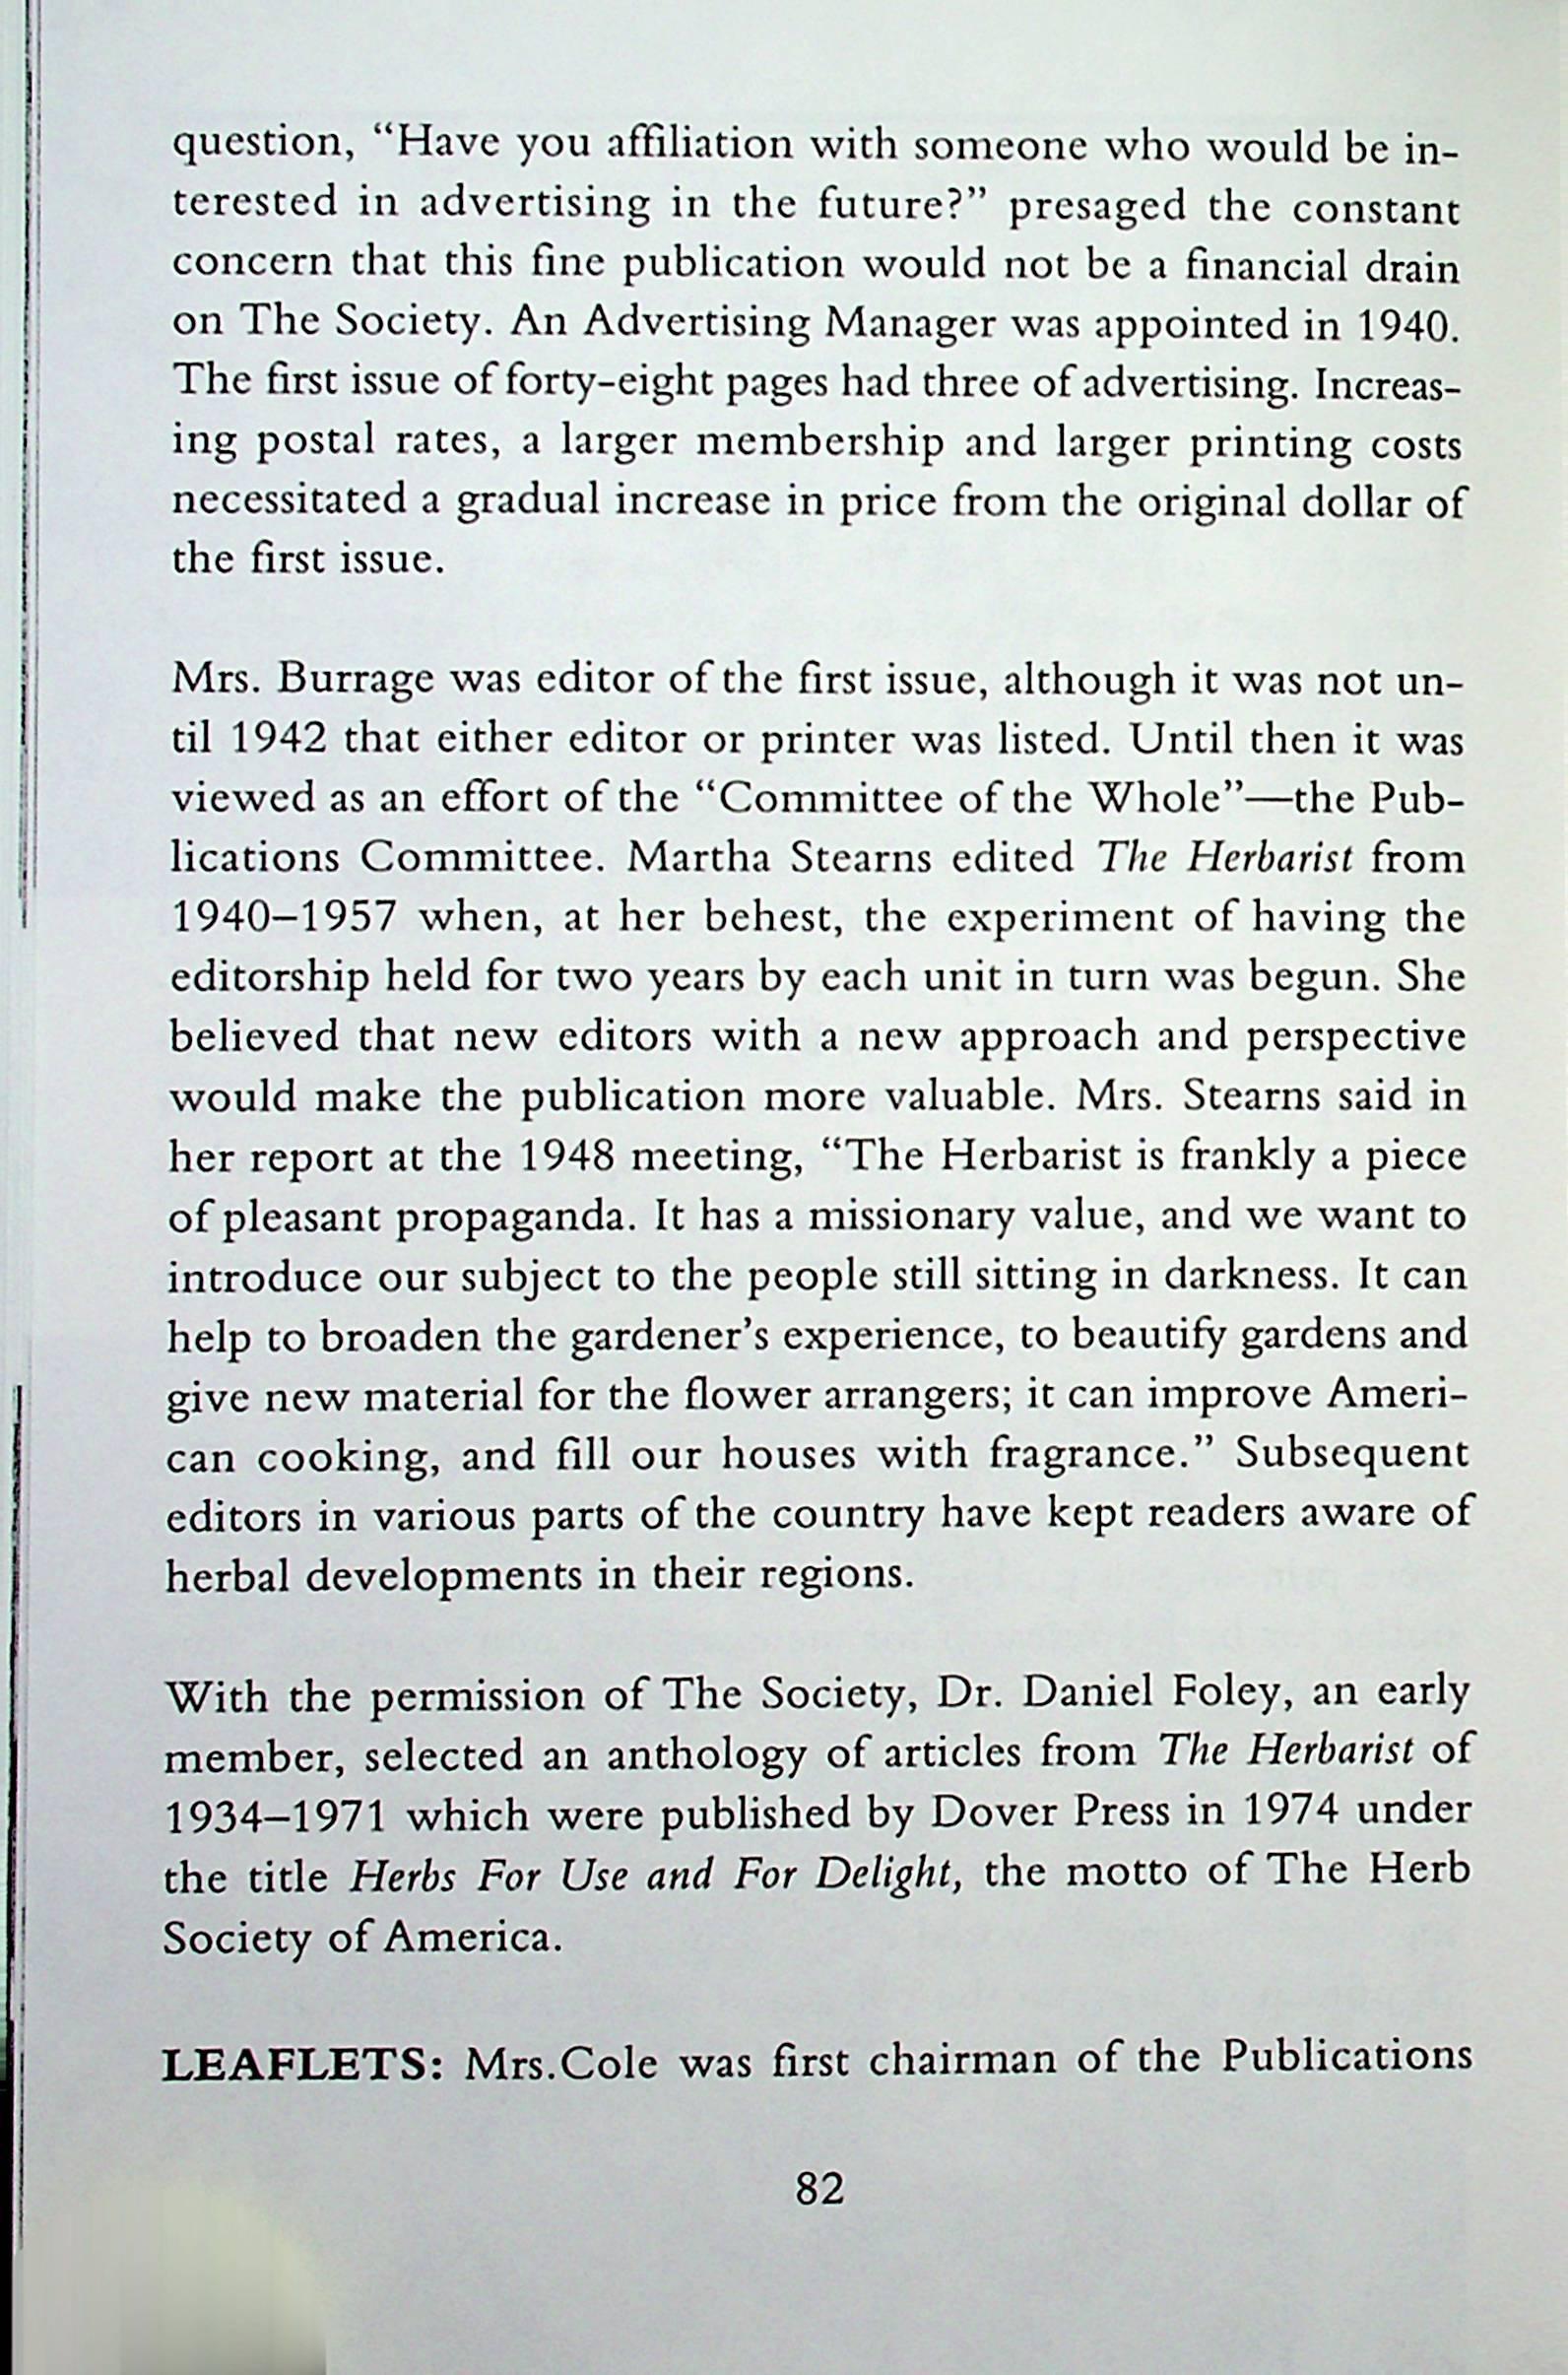 question, “Have you affiliation with someone who would be in-
terested in advertising in the future?” presaged the constant
concern that this fine publication would not be a financial drain
on The Society. An Advertising Manager was appointed in 1940.
The first issue of forty-eight pages had three of advertising. Increas-
ing postal rates, a larger membership and larger printing costs
necessitated a gradual increase in price from the original dollar of
the first issue.
Mrs. Burrage was editor of the first issue, although it was not un-
til 1942 that either editor or printer was listed. Until then it was
viewed as an effort of the “Committee of the Whole”—the Pub-
lications Committee. Martha Stearns edited The Herbarist from
1940–1957 when, at her behest, the experiment of having the
editorship held for two years by each unit in turn was begun. She
believed that new editors with a new approach and perspective
would make the publication more valuable. Mrs. Stearns said in
her report at the 1948 meeting, “The Herbarist is frankly a piece
of pleasant propaganda. It has a missionary value, and we want to
introduce our subject to the people still sitting in darkness. It can
help to broaden the gardener’s experience, to beautify gardens and
give new material for the flower arrangers; it can improve Ameri-
can cooking, and fill our houses with fragrance.” Subsequent
editors in various parts of the country have kept readers aware of
herbal developments in their regions.
With the permission of The Society, Dr. Daniel Foley, an early
member, selected an anthology of articles from The Herbarist of
1934–1971 which were published by Dover Press in 1974 under
the title Herbs For Use and For Delight, the motto of The Herb
Society of America.
LEAFLETS: Mrs.Cole was first chairman of the Publications
82